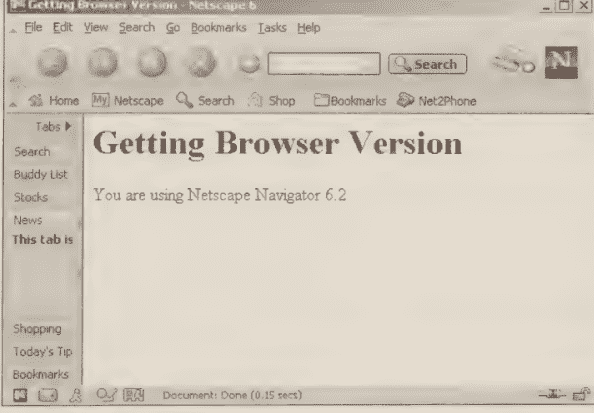 Getting Browser Version - Netscape 6
File Edit View Search Go Bookmarks Tasks Help
Search
N
Home My Netscape Search Shop Bookmarks Net2Phone
Tabs
Search
Buddy List
Stocks
News
This tab is
Shopping
Today's Tip
Bookmarks
Getting Browser Version
You are using Netscape Navigator 6.2
Document: Done (0.15 secs)